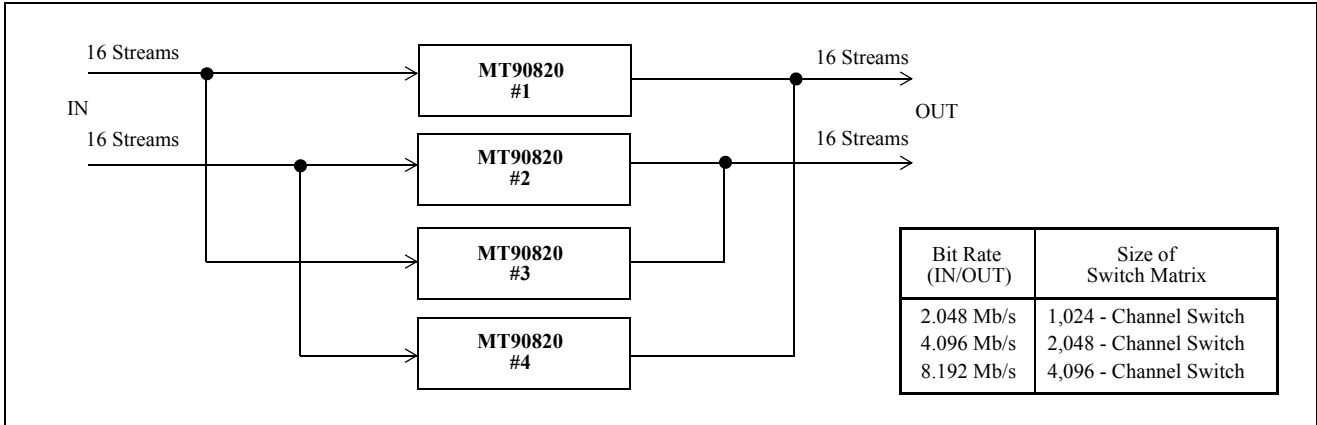 16 Streams
MT90820
#1
16 Streams
IN
OUT
16 Streams
MT90820
#2
16 Streams
MT90820
#3
MT90820
#4
Bit Rate
(IN/OUT)
Size of
Switch Matrix
2.048 Mb/s
1,024 - Channel Switch
4.096 Mb/s
2,048 - Channel Switch
8.192 Mb/s
4,096 - Channel Switch